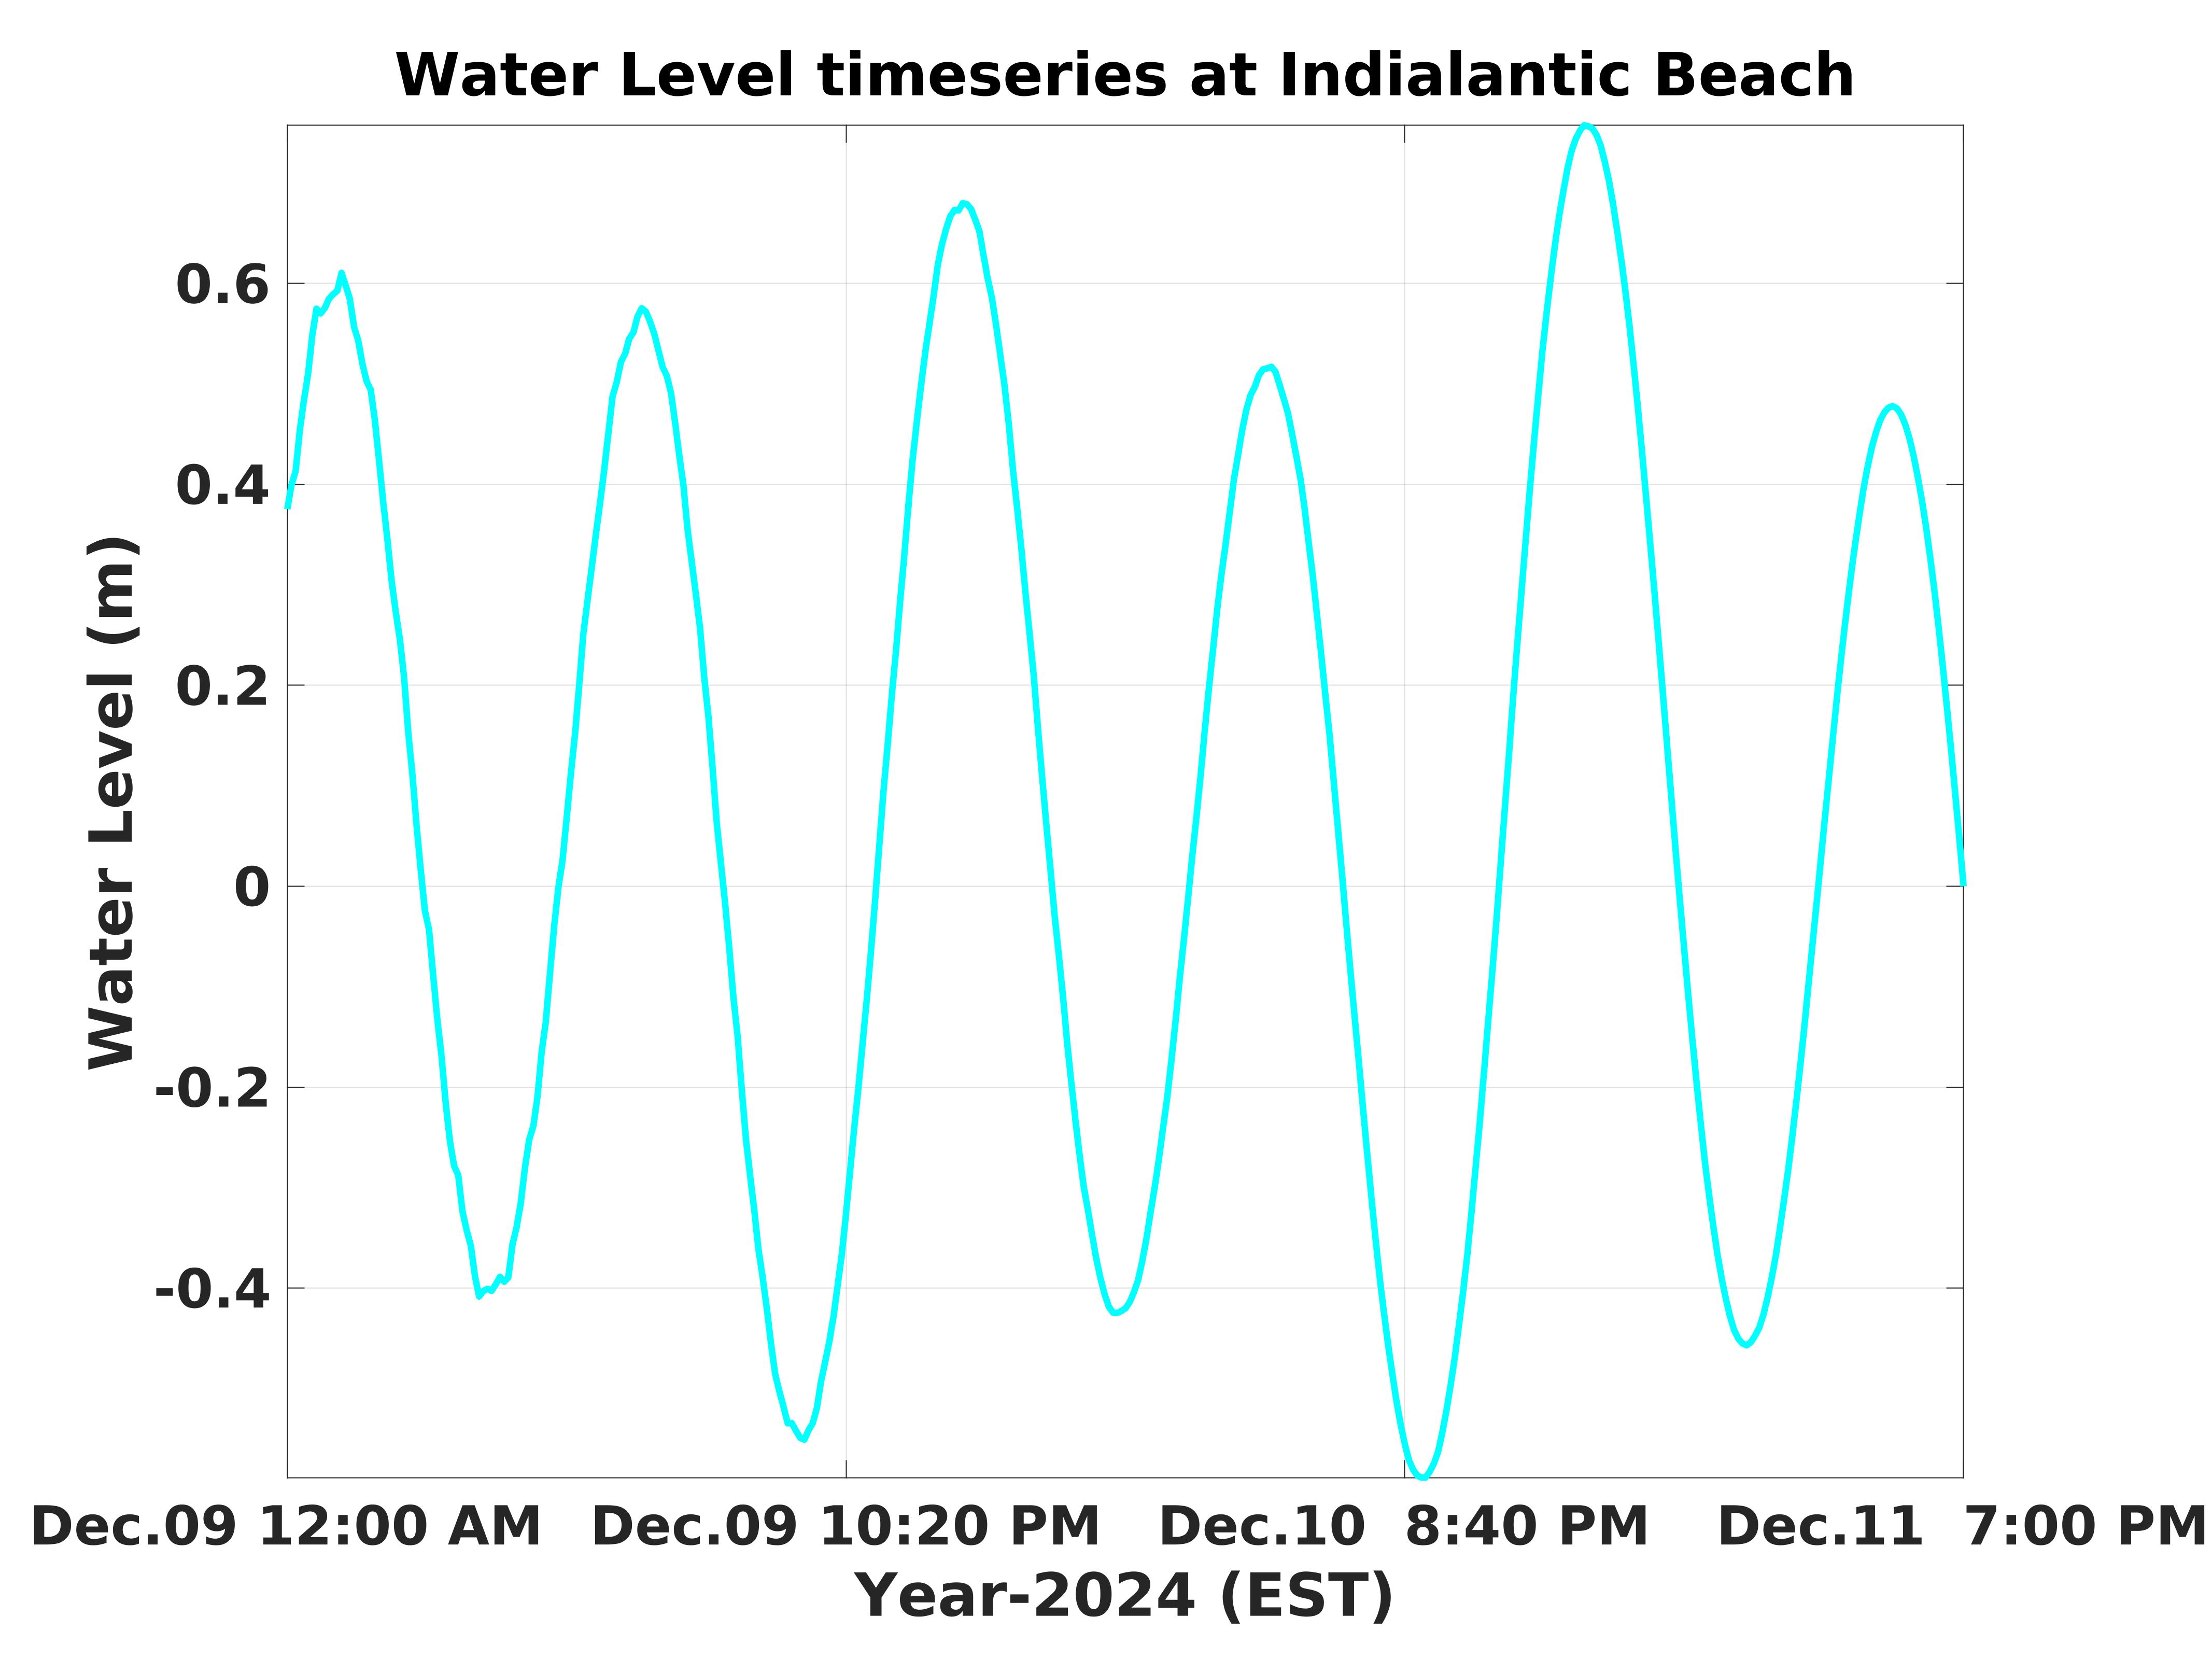 Water Level timeseries at Indialantic Beach
Water Level (m)
0.6
0.4
0.2
0
-0.2
-0.4
Dec.09 12:00 AM Dec.09 10:20 PM Dec.10 8:40 PM Dec.11 7:00 PM
Year-2024 (EST)